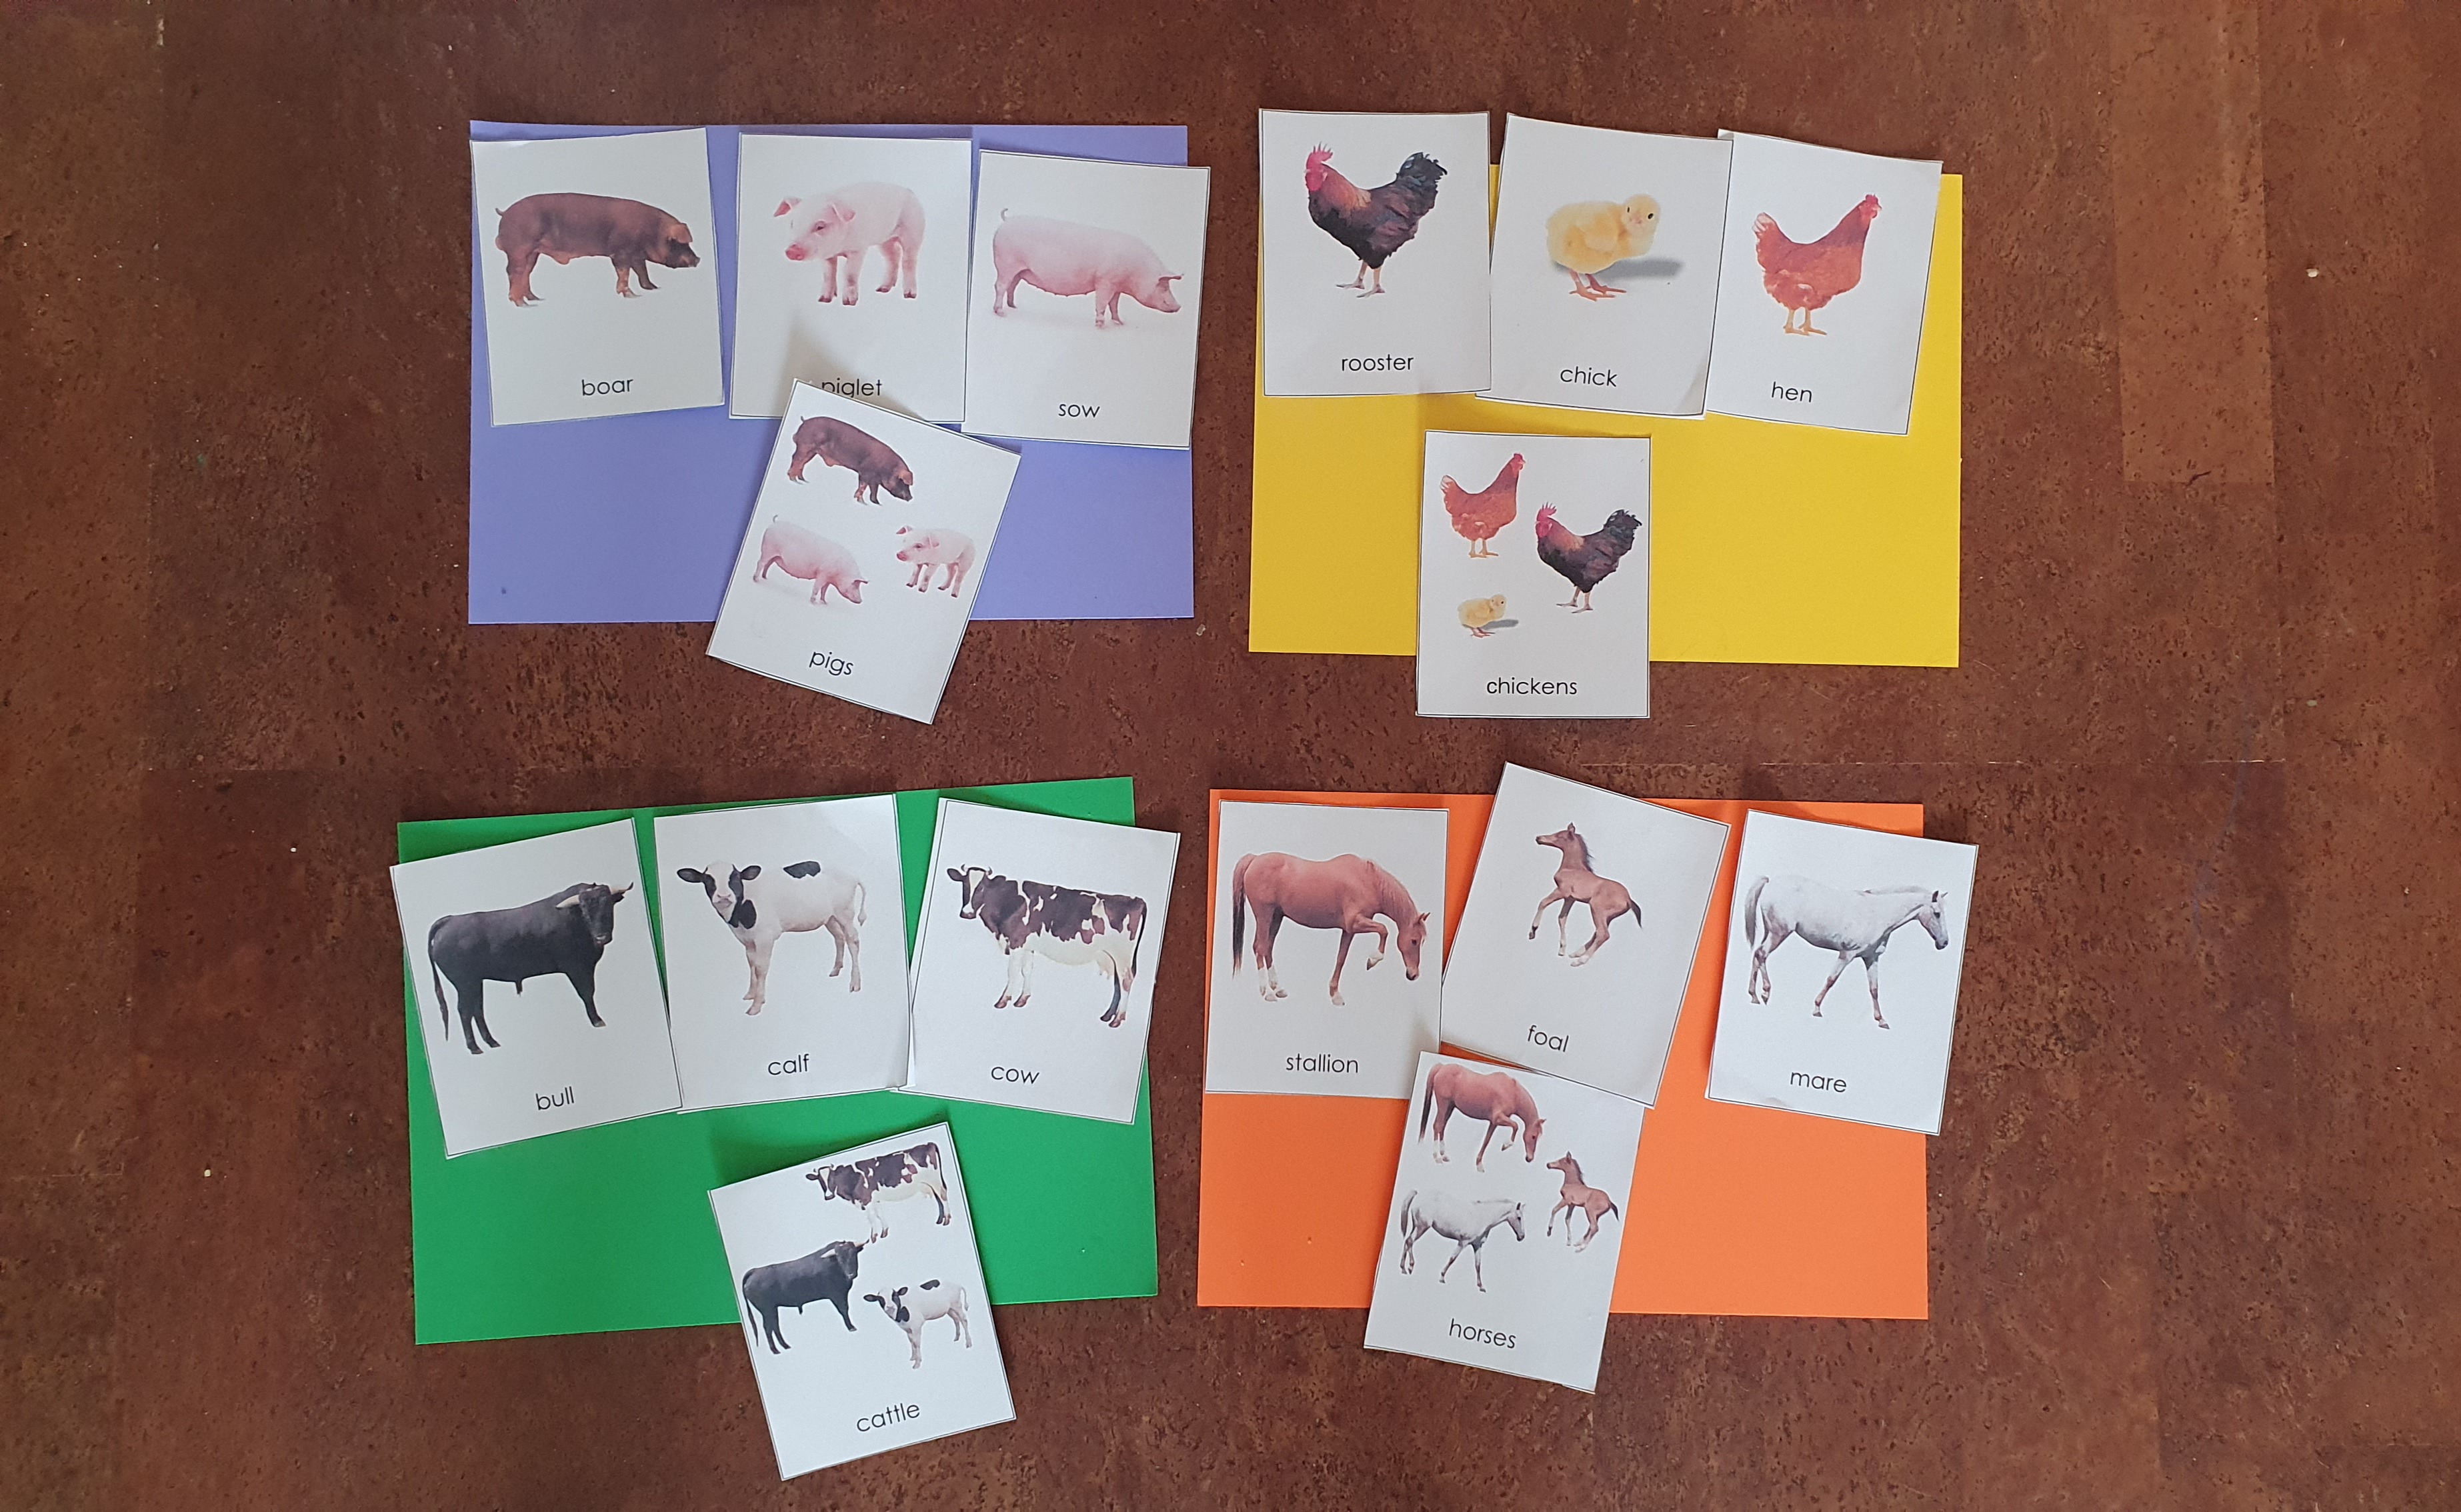 boar
piglet
sow
pigs
rooster
chick
hen
chickens
bull
calf
cow
cattle
stallion
foal
mare
horses